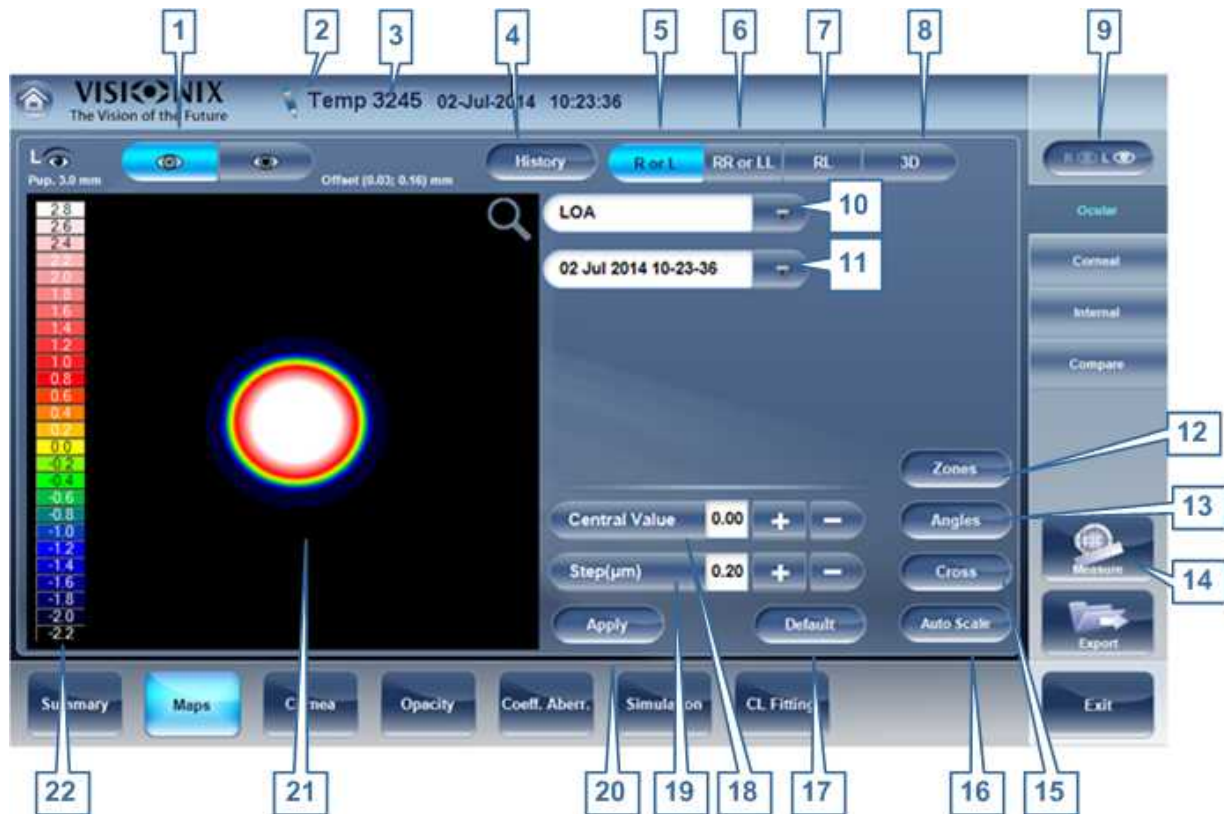 1 2 3 4 5 6 7 8 9
VISIONIX
The Vision of the Future
Temp 3245 02-Jul-2014 10:23:36
L
Pup. 3.0 mm
Offset (0.03; 0.16) mm
History
R or L
RR or LL
RL
3D
R L
LOA
10
02 Jul 2014 10-23-36
11
Ocular
Corneal
Internal
Compare
2.8
2.6
2.4
2.2
2.0
1.8
1.6
1.4
1.2
1.0
0.8
0.6
0.4
0.2
0.0
-0.2
-0.4
-0.6
-0.8
-1.0
-1.2
-1.4
-1.6
-1.8
-2.0
-2.2
12
Zones
Central Value 0.00 + -
Angles
13
Step(µm) 0.20 + -
Cross
Measure
14
Apply
Default
Auto Scale
Export
Summary
Maps
Cornea
Opacity
Coeff. Aberr.
Simulation
CL Fitting
Exit
22 21 20 19 18 17 16 15